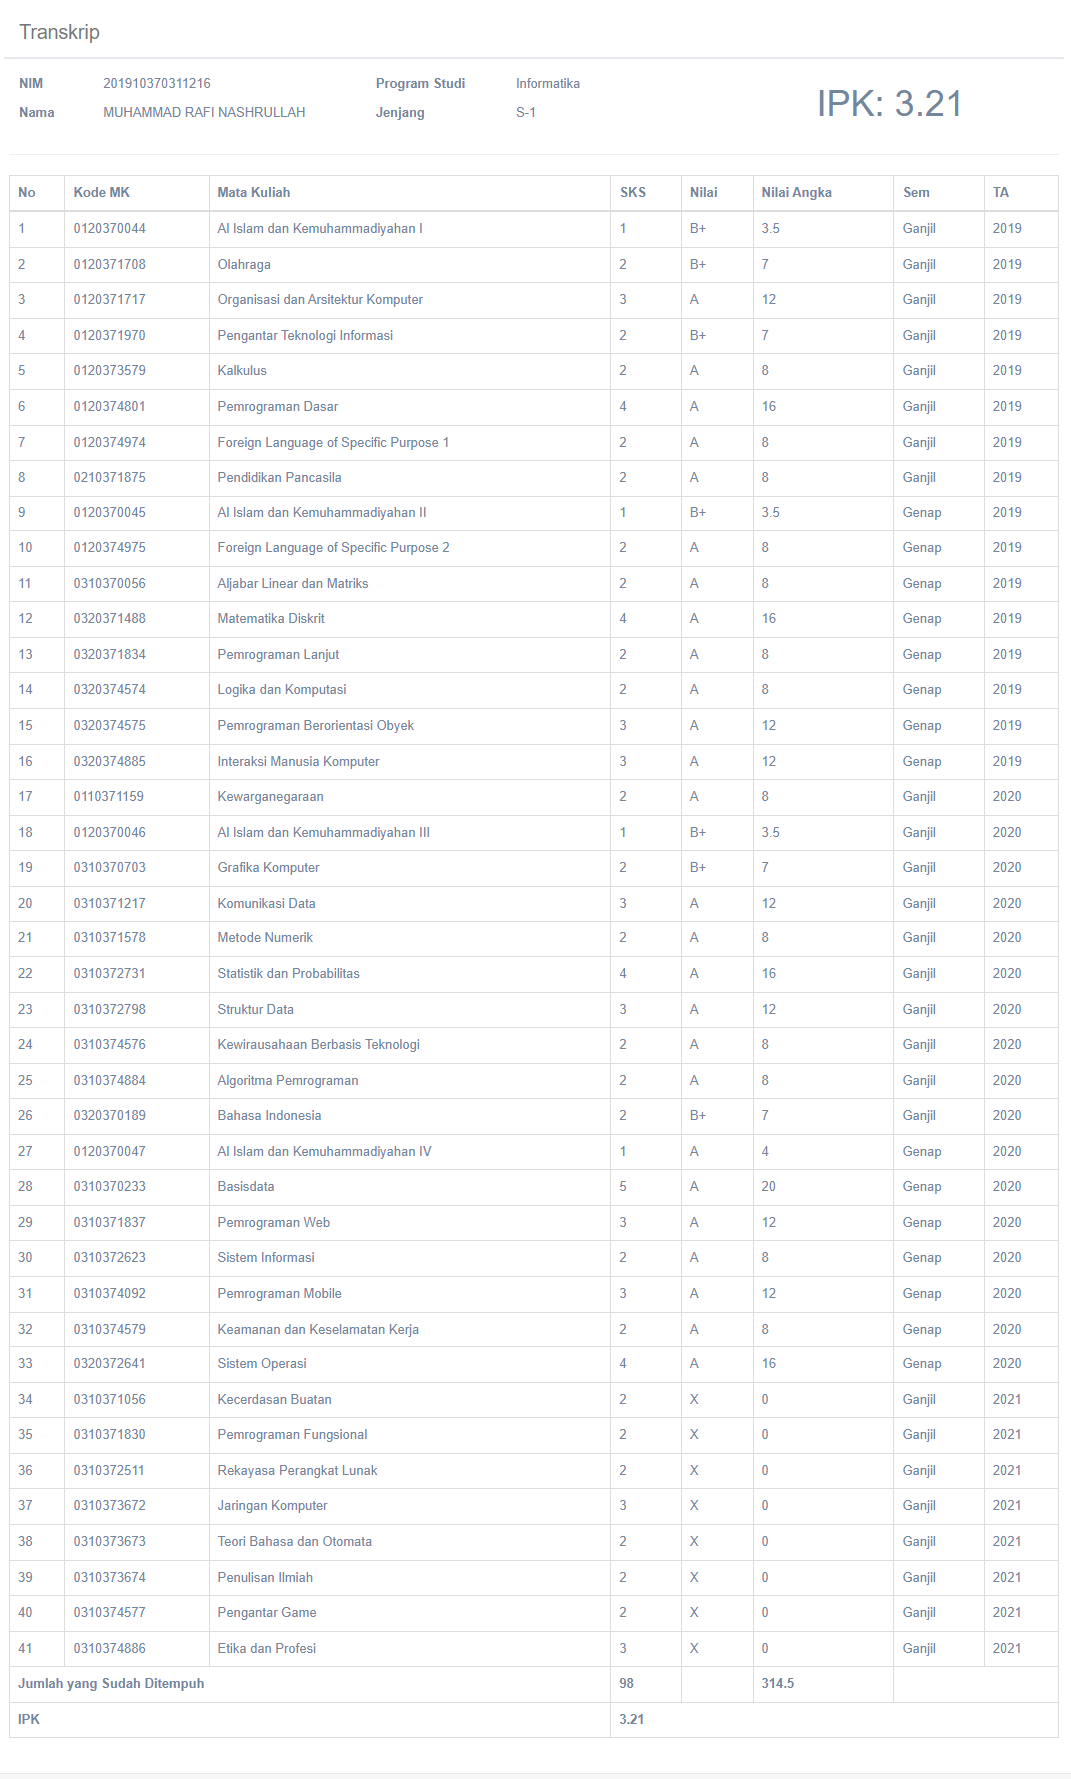 Transkrip
NIM 201910370311216 Program Studi Informatika
Nama MUHAMMAD RAFI NASHRULLAH Jenjang S-1
IPK: 3.21
No Kode MK Mata Kuliah SKS Nilai Nilai Angka Sem TA
1 0120370044 Al Islam dan Kemuhammadiyahan I 1 B+ 3.5 Ganjil 2019
2 0120371708 Olahraga 2 B+ 7 Ganjil 2019
3 0120371717 Organisasi dan Arsitektur Komputer 3 A 12 Ganjil 2019
4 0120371970 Pengantar Teknologi Informasi 2 B+ 7 Ganjil 2019
5 0120373579 Kalkulus 2 A 8 Ganjil 2019
6 0120374801 Pemrograman Dasar 4 A 16 Ganjil 2019
7 0120374974 Foreign Language of Specific Purpose 1 2 A 8 Ganjil 2019
8 0210371875 Pendidikan Pancasila 2 A 8 Ganjil 2019
9 0120370045 Al Islam dan Kemuhammadiyahan II 1 B+ 3.5 Genap 2019
10 0120374975 Foreign Language of Specific Purpose 2 2 A 8 Genap 2019
11 0310370056 Aljabar Linear dan Matriks 2 A 8 Genap 2019
12 0320371488 Matematika Diskrit 4 A 16 Genap 2019
13 0320371834 Pemrograman Lanjut 2 A 8 Genap 2019
14 0320374574 Logika dan Komputasi 2 A 8 Genap 2019
15 0320374575 Pemrograman Berorientasi Obyek 3 A 12 Genap 2019
16 0320374885 Interaksi Manusia Komputer 3 A 12 Genap 2019
17 0110371159 Kewarganegaraan 2 A 8 Ganjil 2020
18 0120370046 Al Islam dan Kemuhammadiyahan III 1 B+ 3.5 Ganjil 2020
19 0310370703 Grafika Komputer 2 B+ 7 Ganjil 2020
20 0310371217 Komunikasi Data 3 A 12 Ganjil 2020
21 0310371578 Metode Numerik 2 A 8 Ganjil 2020
22 0310372731 Statistik dan Probabilitas 4 A 16 Ganjil 2020
23 0310372798 Struktur Data 3 A 12 Ganjil 2020
24 0310374576 Kewirausahaan Berbasis Teknologi 2 A 8 Ganjil 2020
25 0310374884 Algoritma Pemrograman 2 A 8 Ganjil 2020
26 0320370189 Bahasa Indonesia 2 B+ 7 Ganjil 2020
27 0120370047 Al Islam dan Kemuhammadiyahan IV 1 A 4 Genap 2020
28 0310370233 Basisdata 5 A 20 Genap 2020
29 0310371837 Pemrograman Web 3 A 12 Genap 2020
30 0310372623 Sistem Informasi 2 A 8 Genap 2020
31 0310374092 Pemrograman Mobile 3 A 12 Genap 2020
32 0310374579 Keamanan dan Keselamatan Kerja 2 A 8 Genap 2020
33 0320372641 Sistem Operasi 4 A 16 Genap 2020
34 0310371056 Kecerdasan Buatan 2 X 0 Ganjil 2021
35 0310371830 Pemrograman Fungsional 2 X 0 Ganjil 2021
36 0310372511 Rekayasa Perangkat Lunak 2 X 0 Ganjil 2021
37 0310373672 Jaringan Komputer 3 X 0 Ganjil 2021
38 0310373673 Teori Bahasa dan Otomata 2 X 0 Ganjil 2021
39 0310373674 Penulisan Ilmiah 2 X 0 Ganjil 2021
40 0310374577 Pengantar Game 2 X 0 Ganjil 2021
41 0310374886 Etika dan Profesi 3 X 0 Ganjil 2021
Jumlah yang Sudah Ditempuh 98 314.5
IPK 3.21